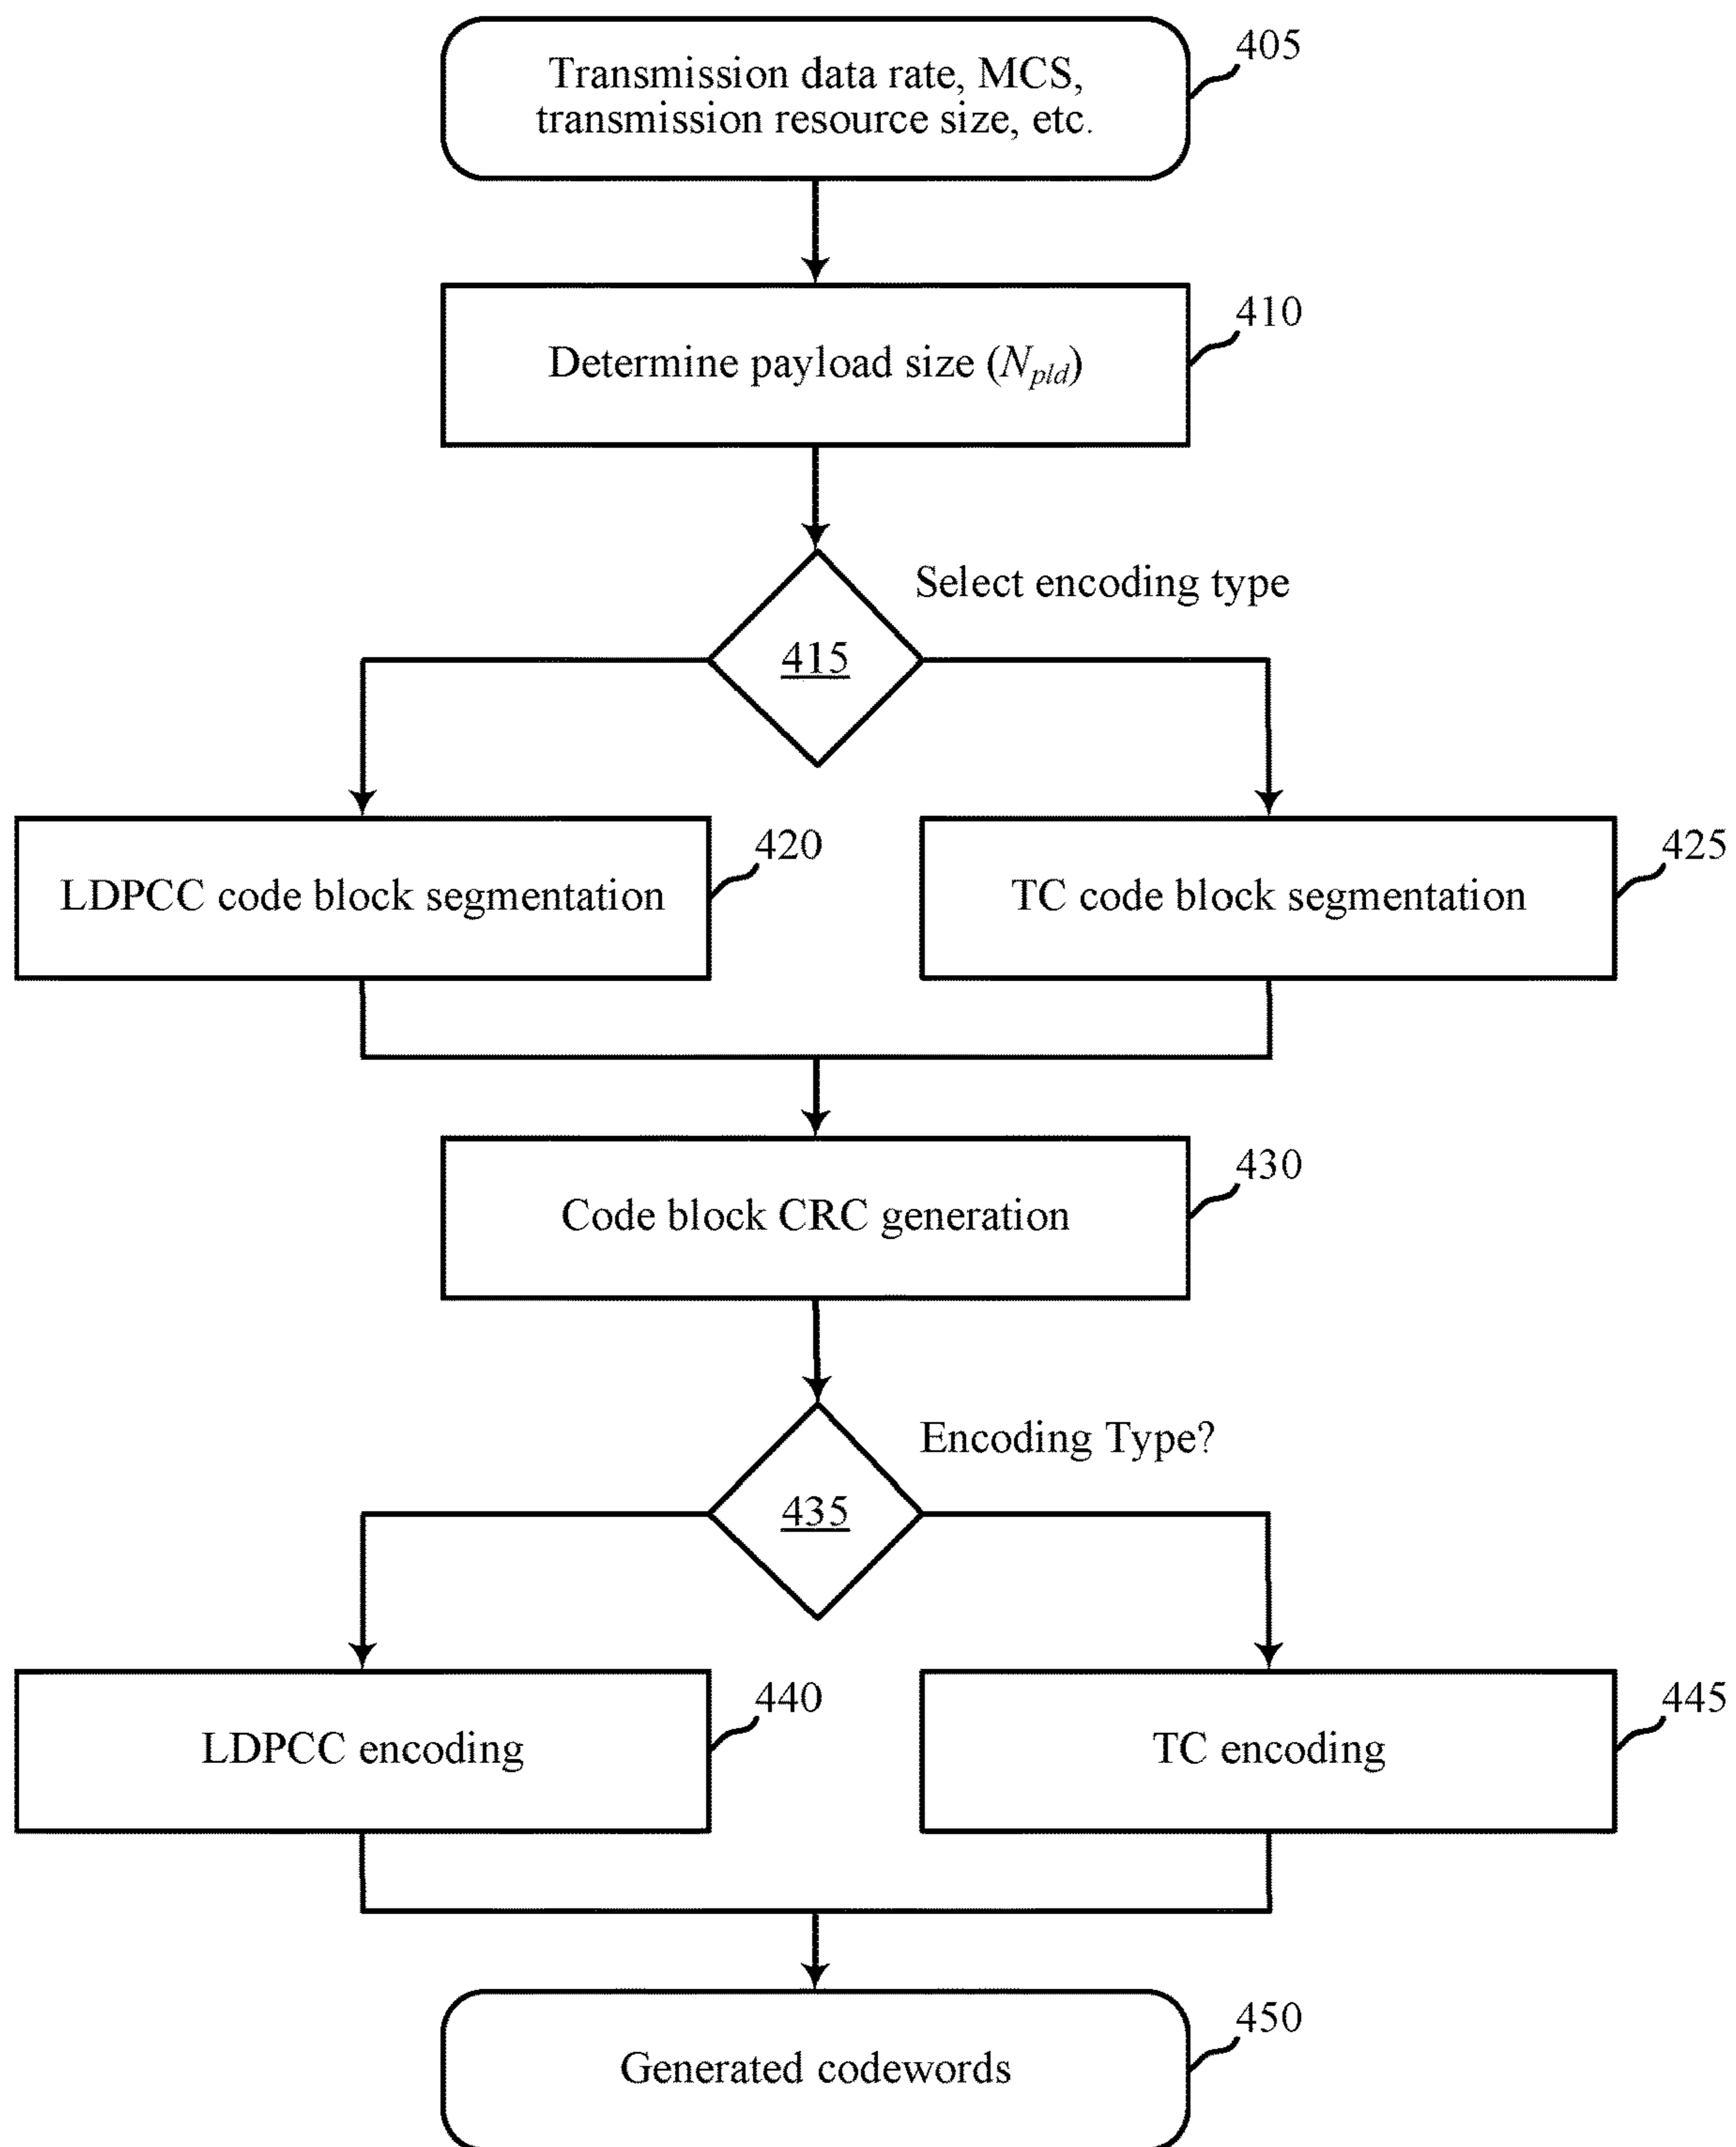 Transmission data rate, MCS,
transmission resource size, etc.
405
Determine payload size (N_pld)
410
Select encoding type
415
LDPCC code block segmentation
420
TC code block segmentation
425
Code block CRC generation
430
Encoding Type?
435
LDPCC encoding
440
TC encoding
445
Generated codewords
450